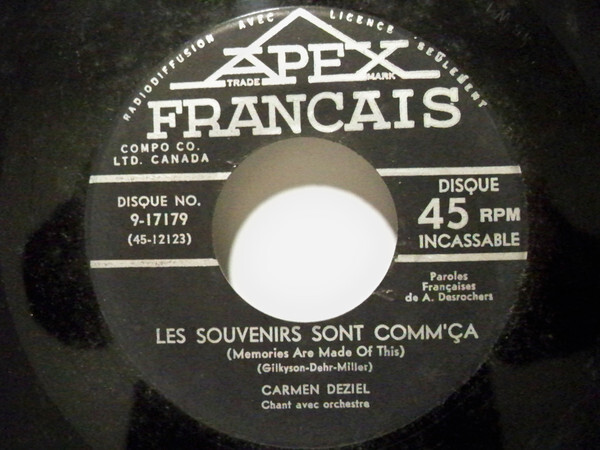 RADIODIFFUSION AVEC LICENCE SEULEMENT
APEX
TRADE MARK
FRANCAIS
COMPO CO.
LTD. CANADA
DISQUE NO.
9-17179
(45-12123)
DISQUE
45 RPM
INCASSABLE
Paroles
Françaises
de A. Desrochers
LES SOUVENIRS SONT COMM'ÇA
(Memories Are Made Of This)
(Gilkyson-Dehr-Miller)
CARMEN DEZIEL
Chant avec orchestre